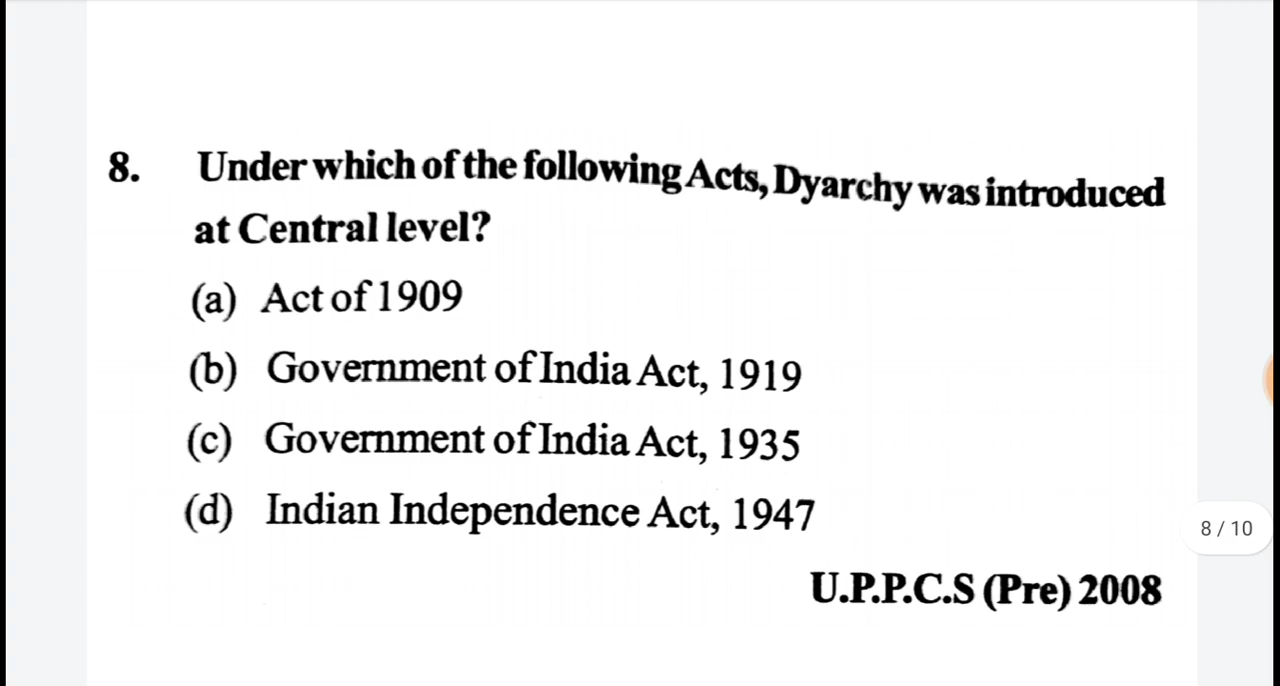 8. Under which of the following Acts, Dyarchy was introduced
at Central level?
(a) Act of 1909
(b) Government of India Act, 1919
(c) Government of India Act, 1935
(d) Indian Independence Act, 1947
8 / 10
U.P.P.C.S (Pre) 2008